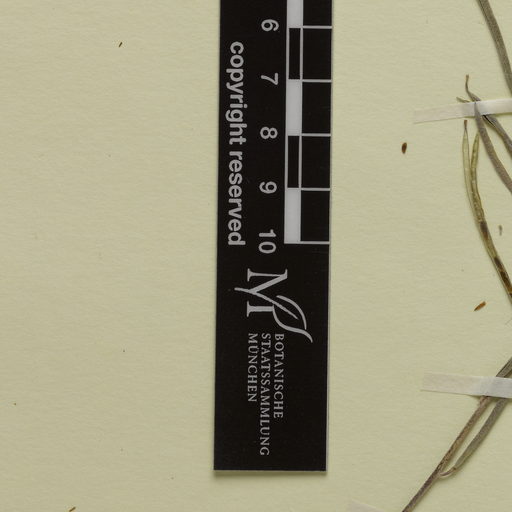 6
7
8
9
10
copyright reserved
BOTANISCHE
STAATSSAMMLUNG
MÜNCHEN